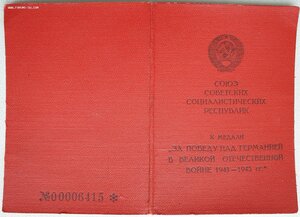 СОЮЗ
СОВЕТСКИХ
СОЦИАЛИСТИЧЕСКИХ
РЕСПУБЛИК
К МЕДАЛИ
"ЗА ПОБЕДУ НАД ГЕРМАНИЕЙ
В ВЕЛИКОЙ ОТЕЧЕСТВЕННОЙ
ВОЙНЕ 1941—1945 гг."
№00006415 *